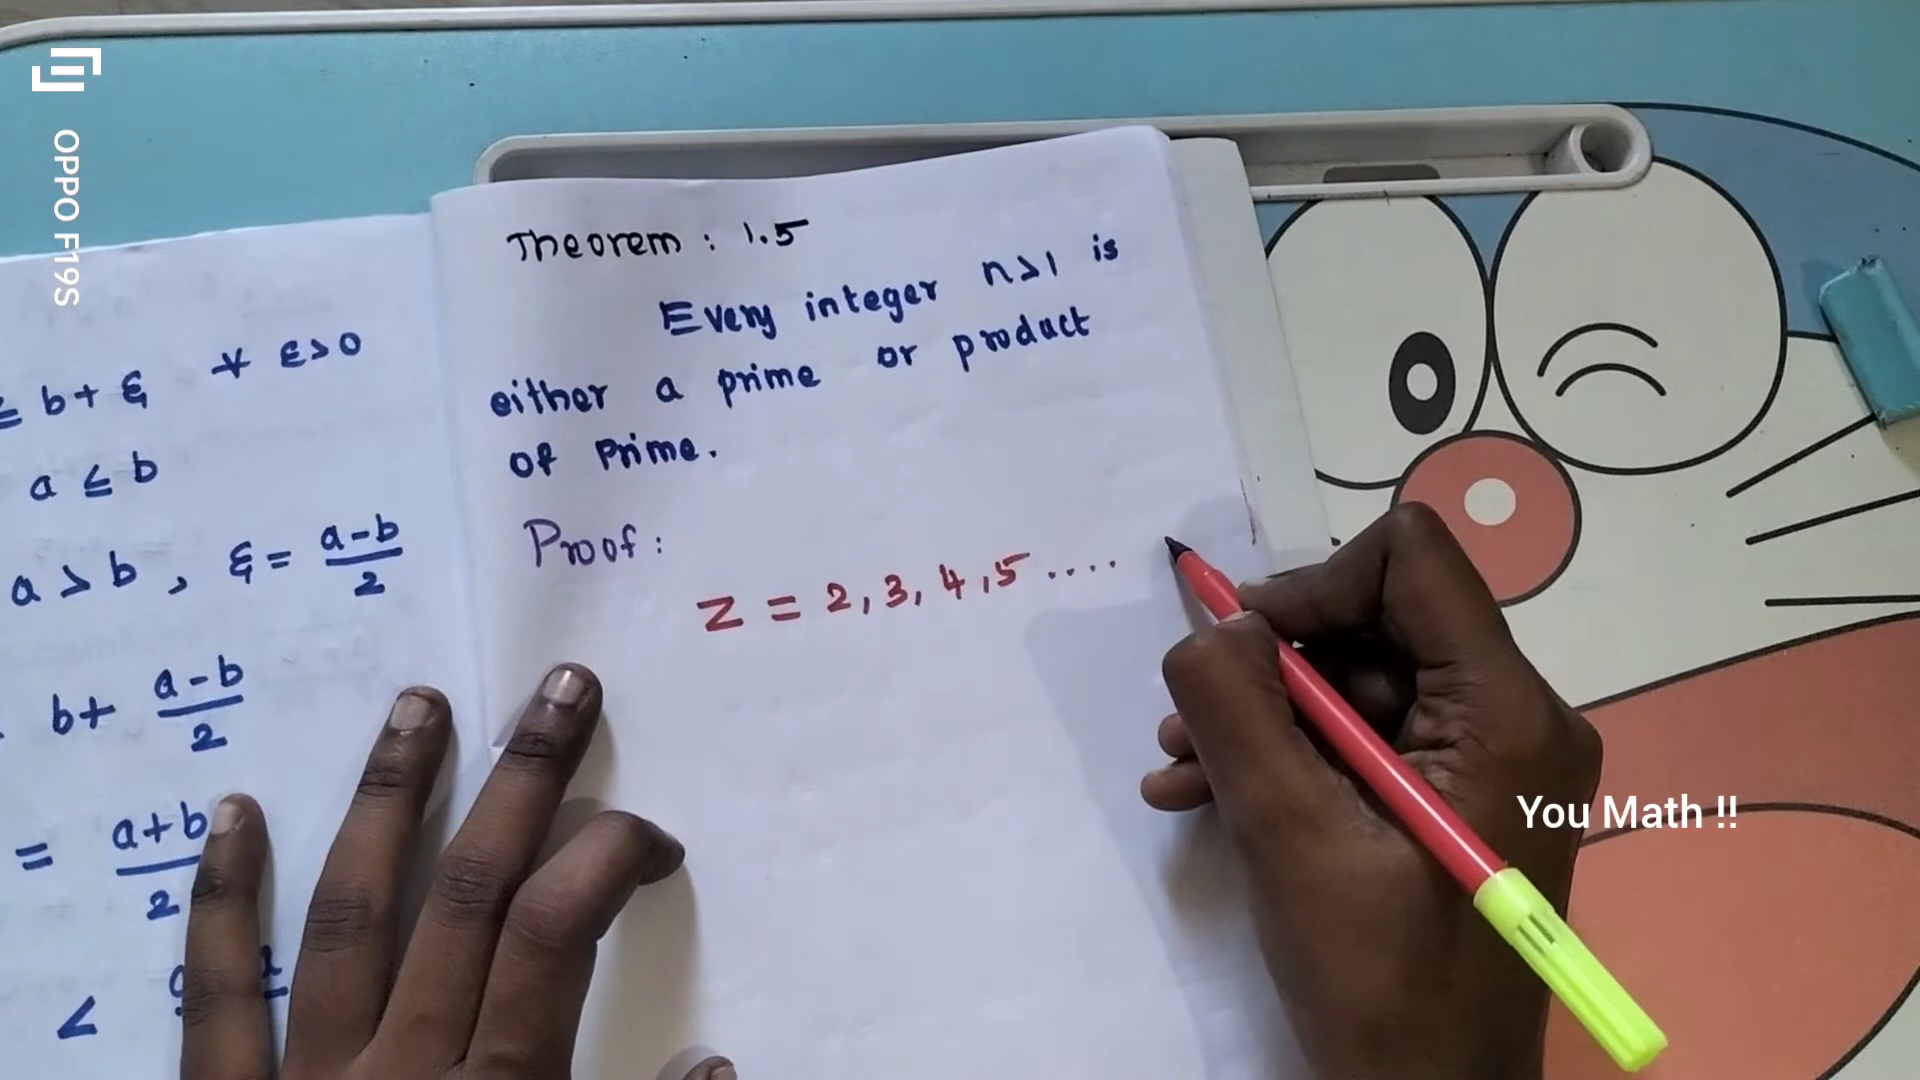 OPPO F19S
b + ε ∀ ε > 0
a ≤ b
a > b, ε = a-b/2
b + a-b/2
= a+b/2
<
Theorem : 1.5
Every integer n>1 is
either a prime or product
of prime.
Proof :
Z = 2, 3, 4, 5 ....
You Math !!